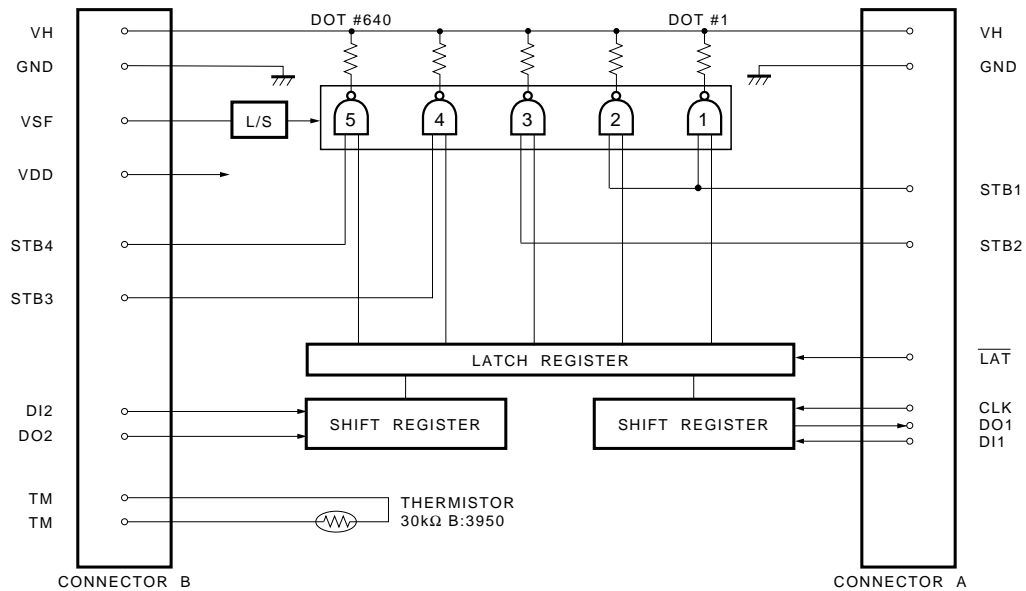 DOT #640
DOT #1
VH
VH
GND
GND
VSF
L/S
5
4
3
2
1
VDD
STB1
STB4
STB2
STB3
LATCH REGISTER
LAT
DI2
DO2
SHIFT REGISTER
SHIFT REGISTER
CLK
DO1
DI1
TM
TM
THERMISTOR
30kΩ B:3950
CONNECTOR B
CONNECTOR A